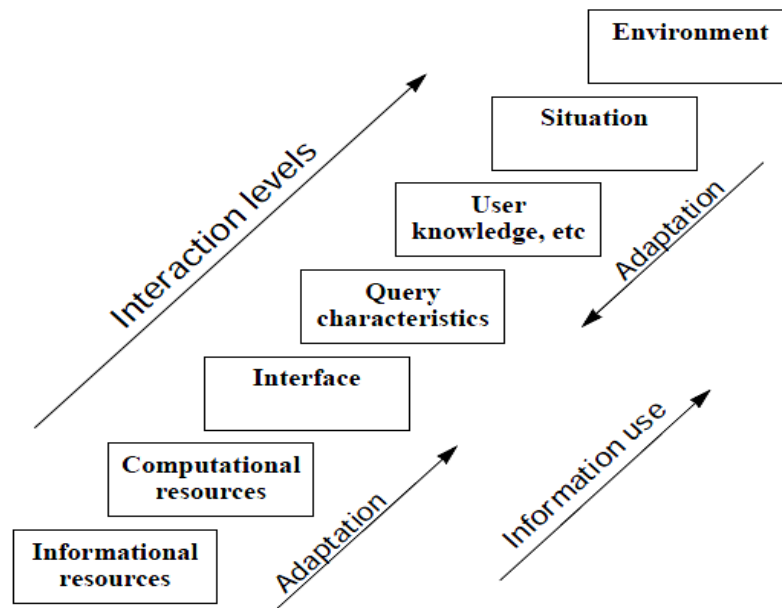 Environment
Situation
Interaction levels
User
knowledge, etc
Adaptation
Query
characteristics
Interface
Information use
Computational
resources
Adaptation
Informational
resources